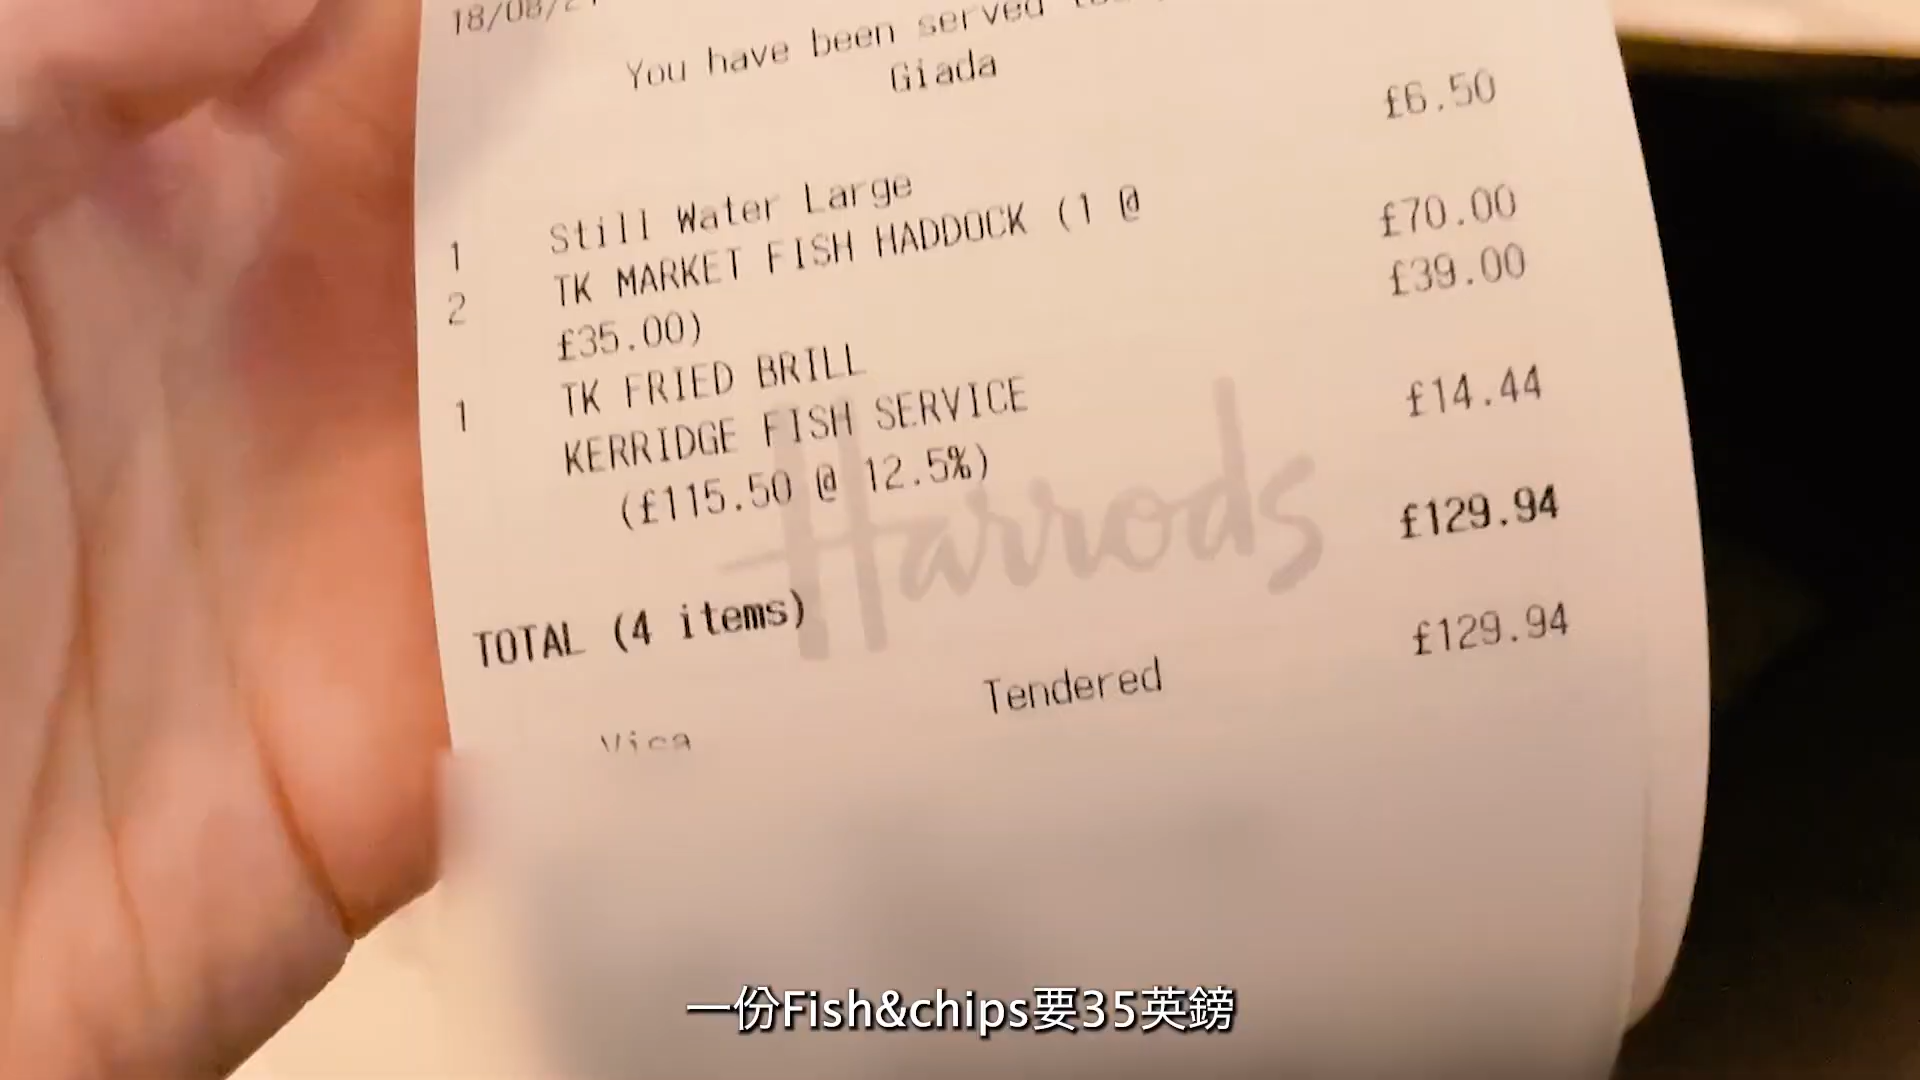 18/08/2
You have been served
Giada
£6.50
1 Still Water Large
2 TK MARKET FISH HADDOCK (1 @ £70.00
£35.00)
£39.00
1 TK FRIED BRILL
KERRIDGE FISH SERVICE £14.44
(£115.50 @ 12.5%)
Harrods
£129.94
TOTAL (4 items)
£129.94
Tendered
Visa
一份Fish&chips要35英鎊